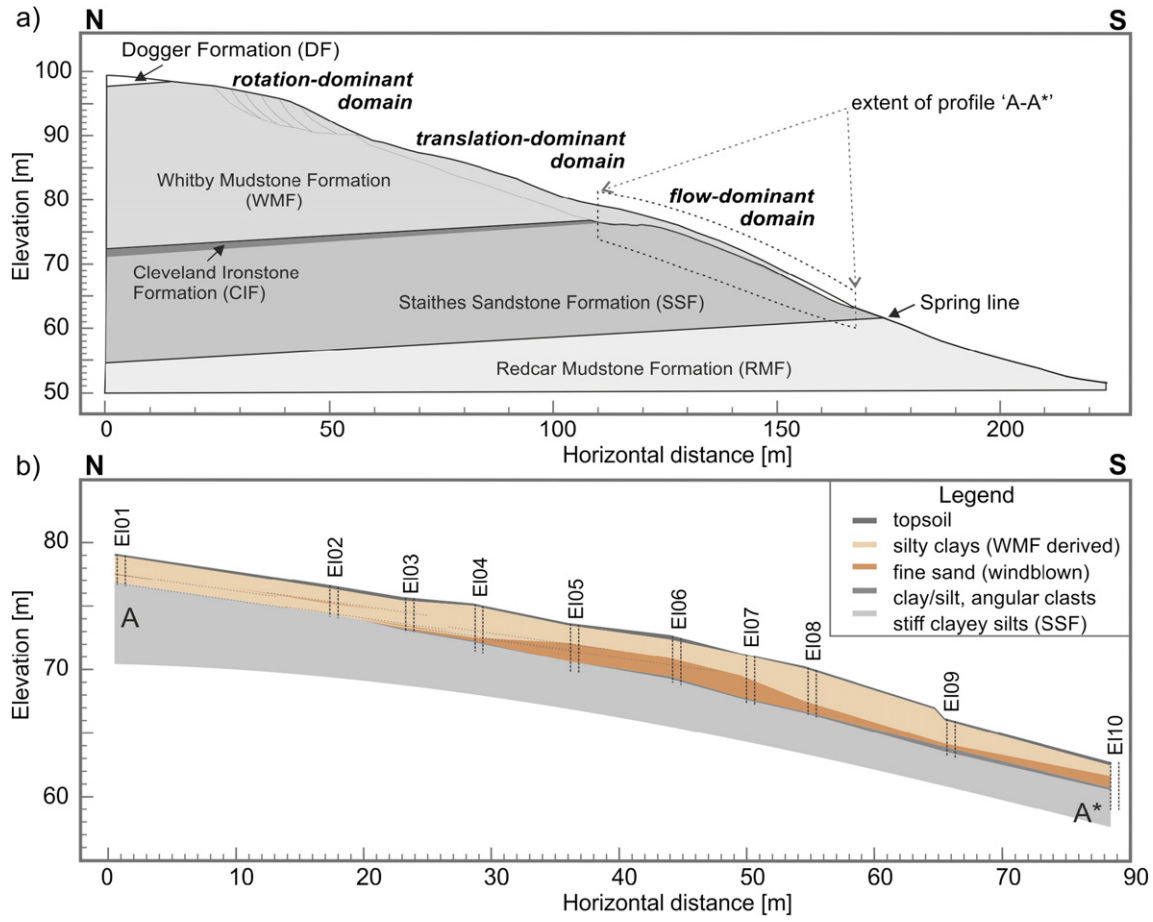 a)
N
S
Dogger Formation (DF)
rotation-dominant
domain
extent of profile 'A-A*'
translation-dominant
domain
flow-dominant
domain
Whitby Mudstone Formation
(WMF)
Cleveland Ironstone
Formation (CIF)
Staithes Sandstone Formation (SSF)
Spring line
Redcar Mudstone Formation (RMF)
Elevation [m]
100
90
80
70
60
50
0
50
100
150
200
Horizontal distance [m]
b)
N
S
Legend
topsoil
silty clays (WMF derived)
fine sand (windblown)
clay/silt, angular clasts
stiff clayey silts (SSF)
EI01
EI02
EI03
EI04
EI05
EI06
EI07
EI08
EI09
EI10
A
A*
Elevation [m]
80
70
60
0
10
20
30
40
50
60
70
80
90
Horizontal distance [m]